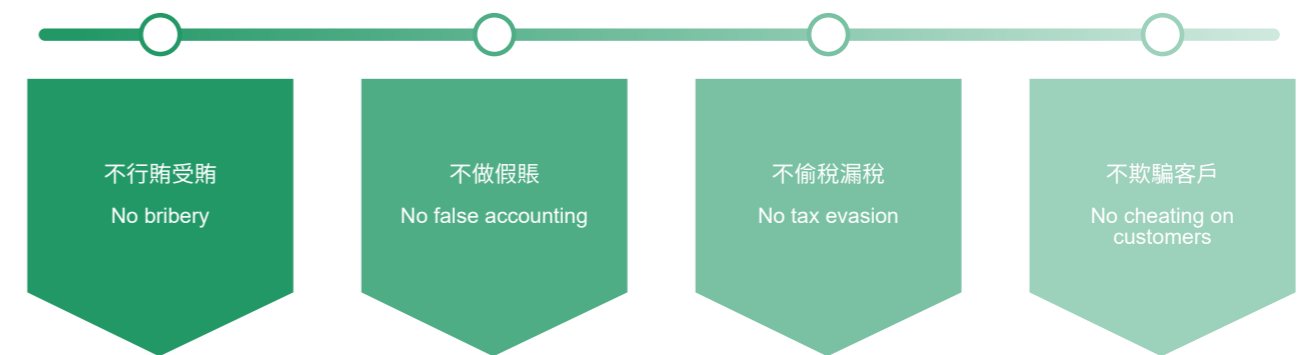 不行賄受賄
No bribery
不做假賬
No false accounting
不偷稅漏稅
No tax evasion
不欺騙客戶
No cheating on
customers